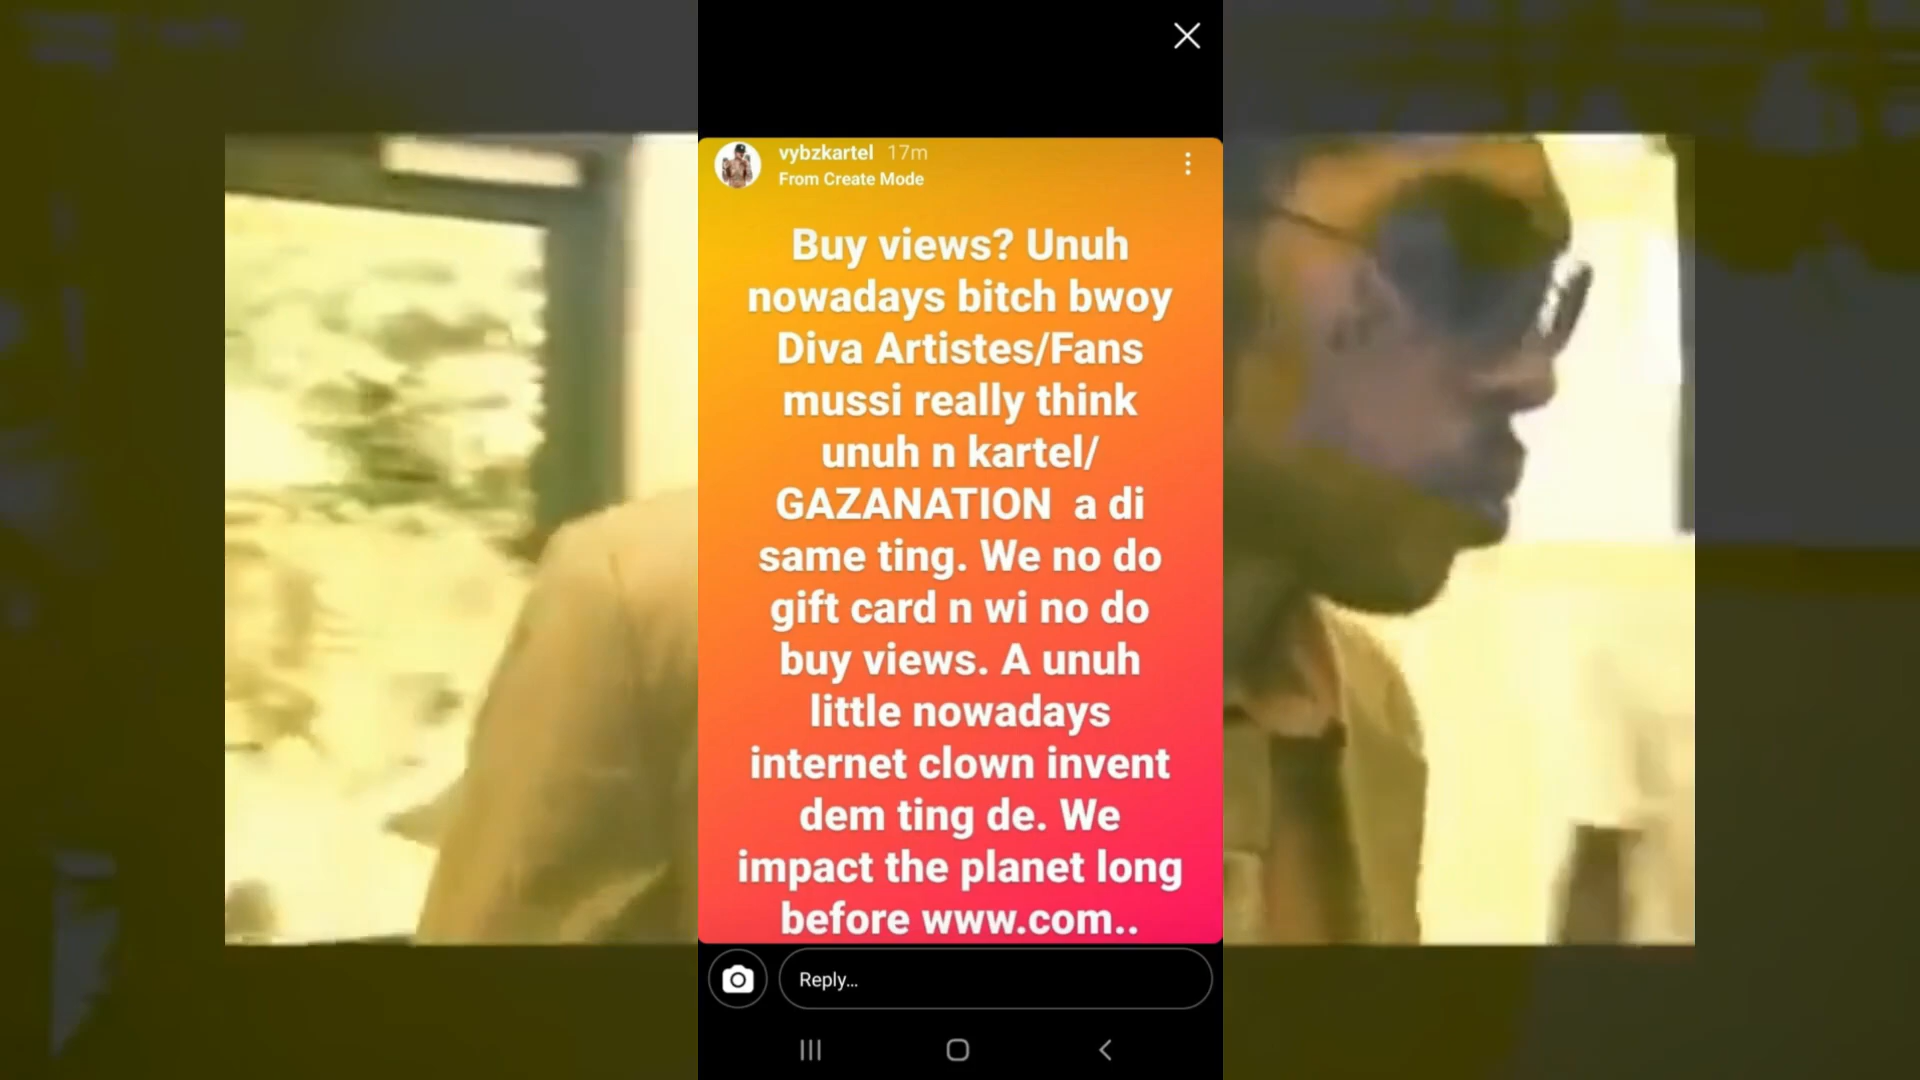 vybzkartel 17m
From Create Mode
Buy views? Unuh
nowadays bitch bwoy
Diva Artistes/Fans
mussi really think
unuh n kartel/
GAZANATION a di
same ting. We no do
gift card n wi no do
buy views. A unuh
little nowadays
internet clown invent
dem ting de. We
impact the planet long
before www.com..
Reply...